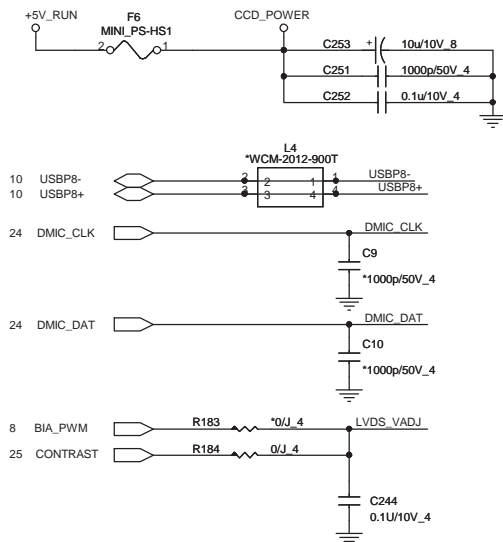 +5V_RUN
F6
MINI_PS-HS1
2
1
CCD_POWER
C253
+
10u/10V_8
C251
1000p/50V_4
C252
0.1u/10V_4
L4
*WCM-2012-900T
10 USBP8-
2
2
1
1
USBP8-
10 USBP8+
3
3
4
4
USBP8+
24 DMIC_CLK
DMIC_CLK
C9
*1000p/50V_4
24 DMIC_DAT
DMIC_DAT
C10
*1000p/50V_4
8 BIA_PWM
R183
*0/J_4
LVDS_VADJ
25 CONTRAST
R184
0/J_4
C244
0.1U/10V_4